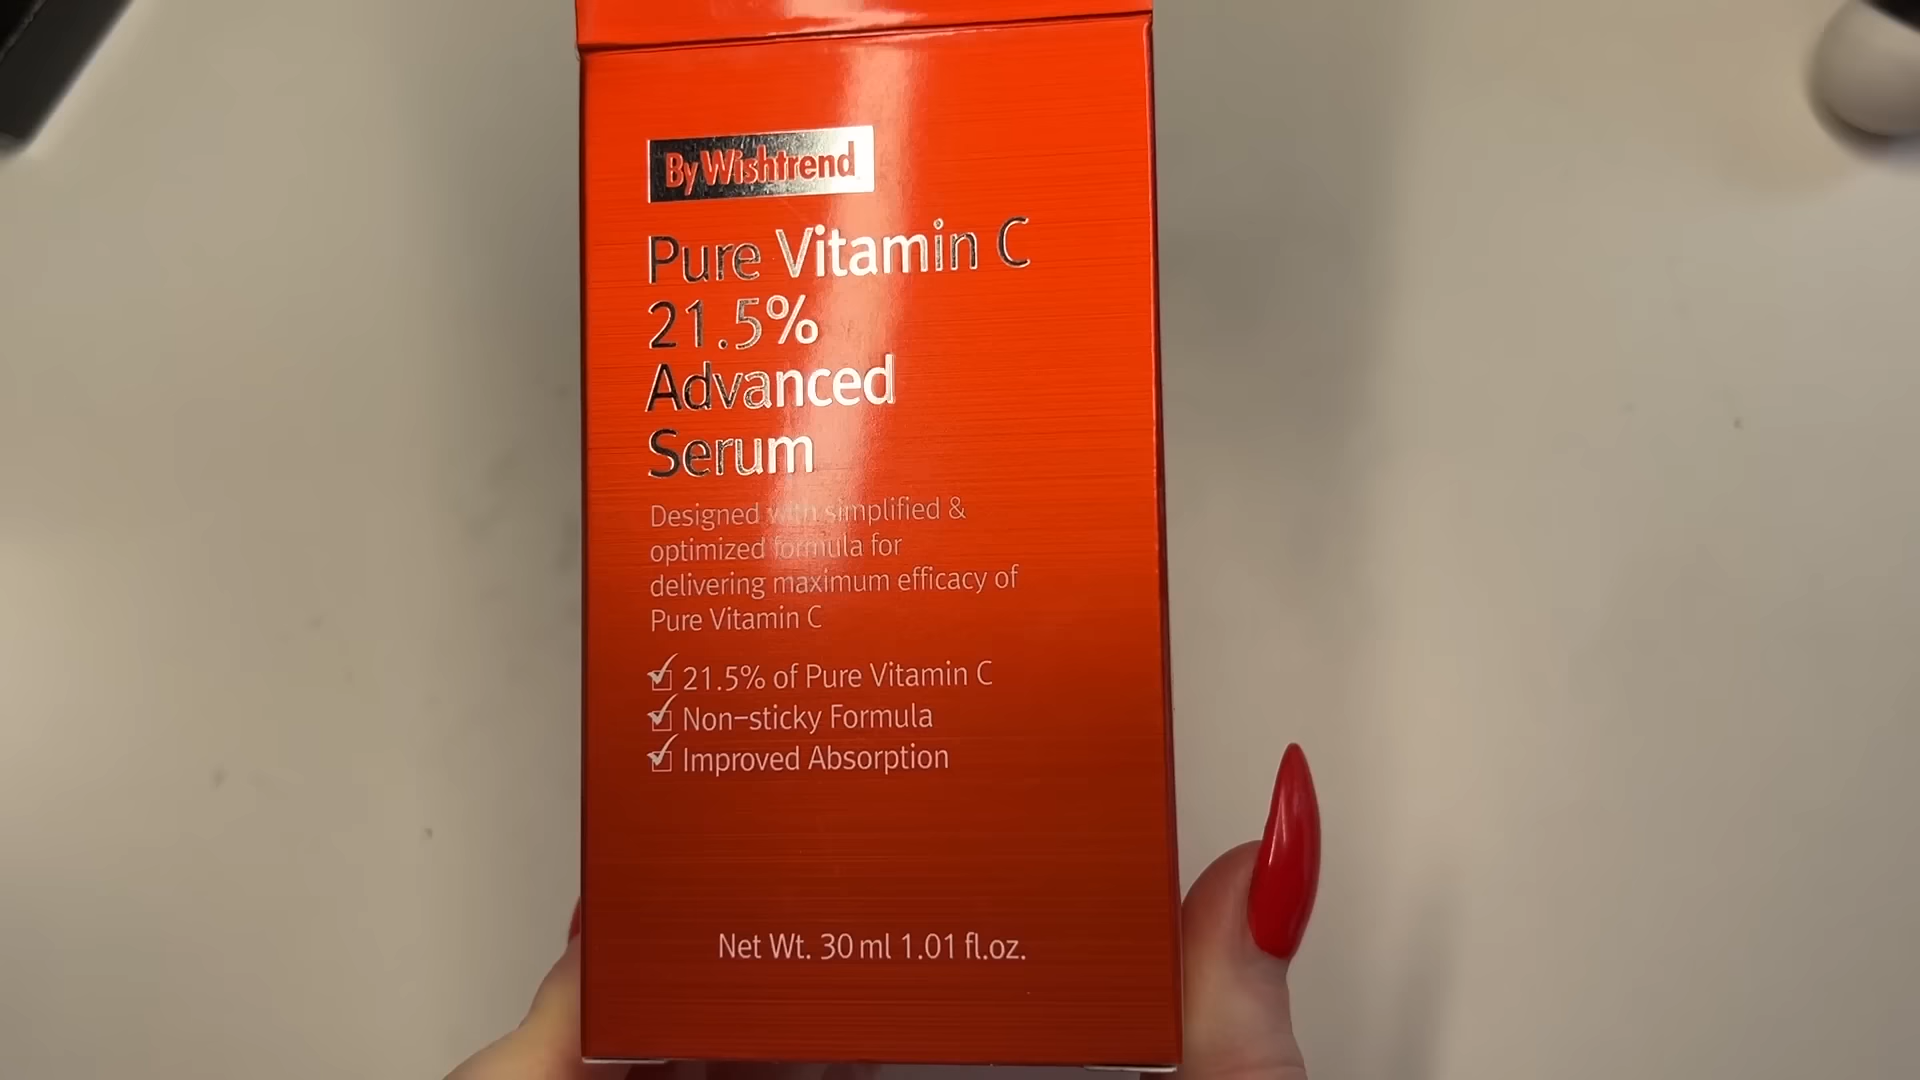 By Wishtrend
Pure Vitamin C
21.5%
Advanced
Serum
Designed with simplified &
optimized formula for
delivering maximum efficacy of
Pure Vitamin C
21.5% of Pure Vitamin C
Non-sticky Formula
Improved Absorption
Net Wt. 30 ml 1.01 fl.oz.